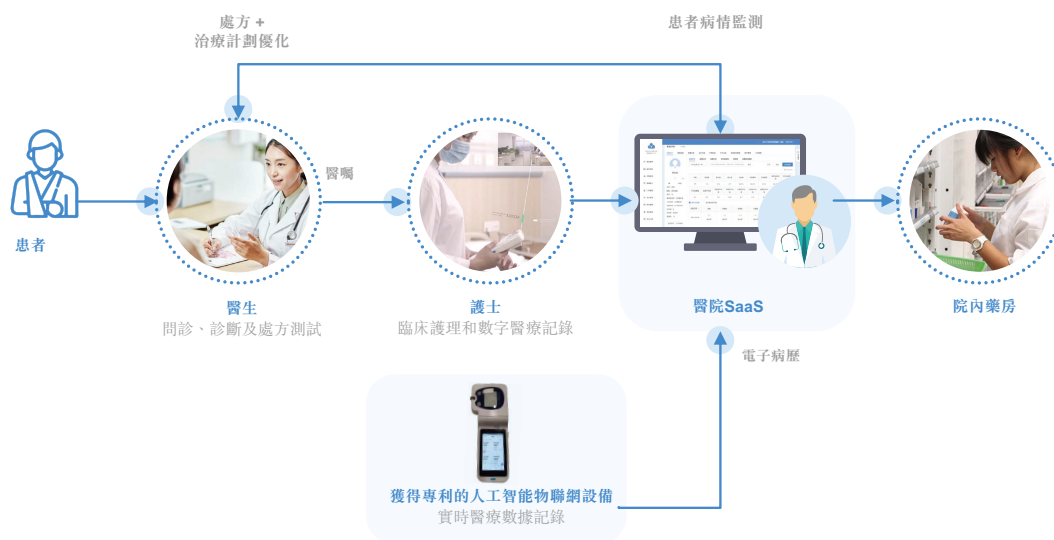 處方 +
治療計劃優化
患者病情監測
醫囑
患者
醫生
問診、診斷及處方測試
護士
臨床護理和數字醫療記錄
醫院SaaS
院內藥房
電子病歷
獲得專利的人工智能物聯網設備
實時醫療數據記錄